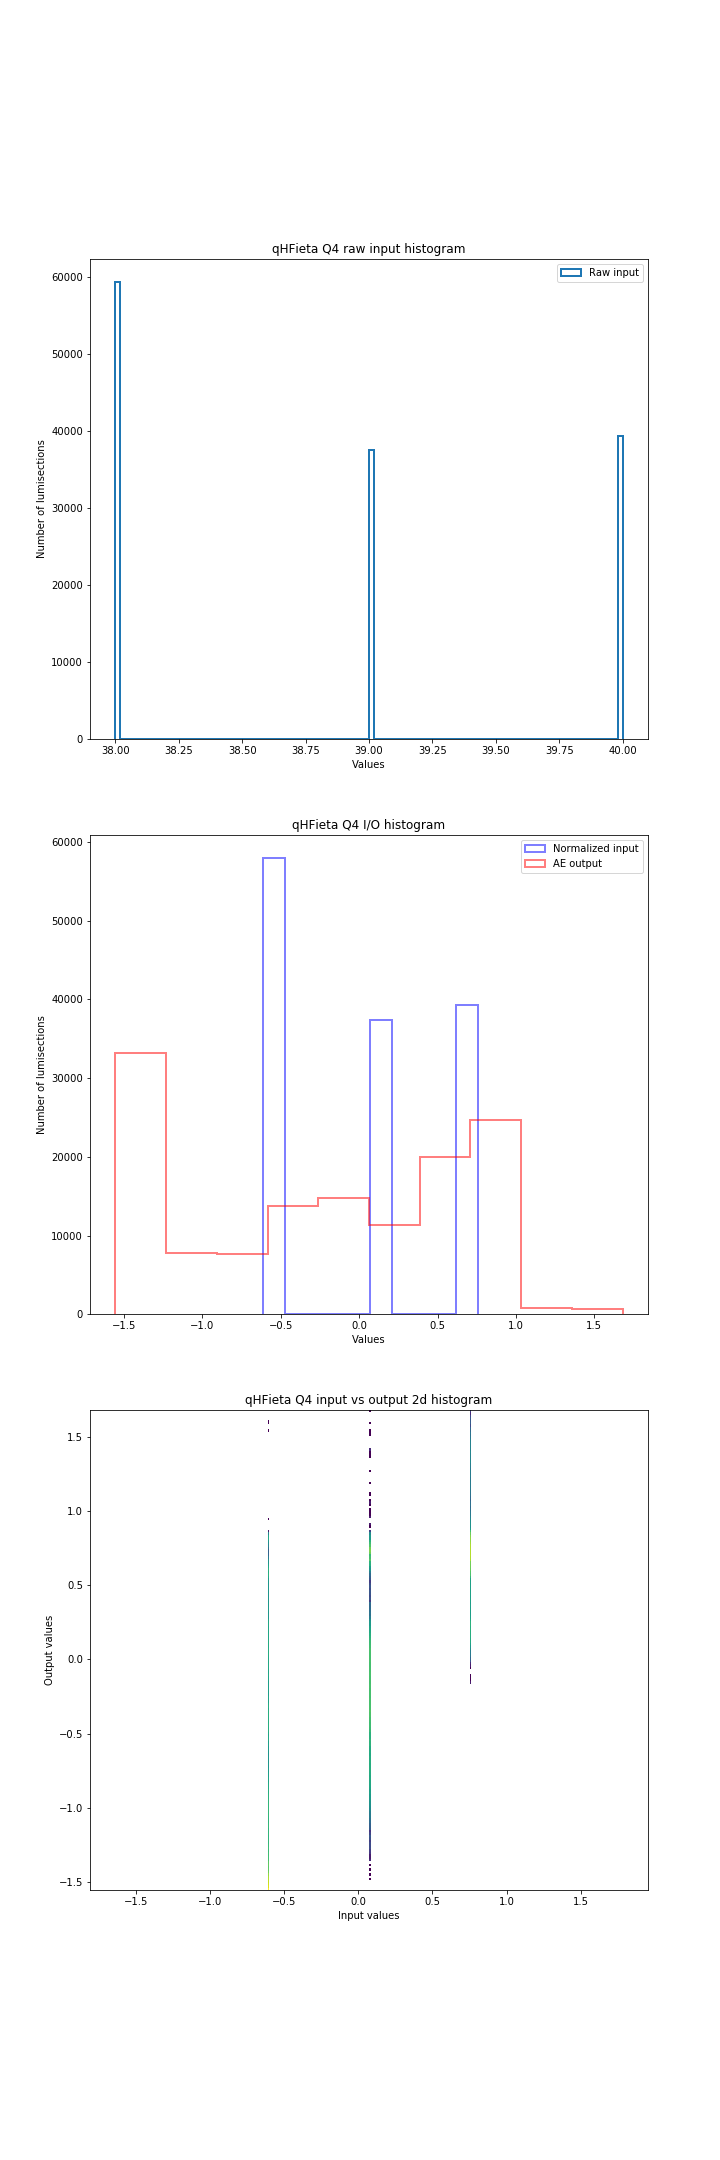 qHFieta Q4 raw input histogram
Raw input
60000
50000
40000
30000
20000
10000
0
Number of lumisections
38.00 38.25 38.50 38.75 39.00 39.25 39.50 39.75 40.00
Values
qHFieta Q4 I/O histogram
Normalized input
AE output
60000
50000
40000
30000
20000
10000
0
Number of lumisections
−1.5 −1.0 −0.5 0.0 0.5 1.0 1.5
Values
qHFieta Q4 input vs output 2d histogram
1.5
1.0
0.5
0.0
−0.5
−1.0
−1.5
Output values
−1.5 −1.0 −0.5 0.0 0.5 1.0 1.5
Input values